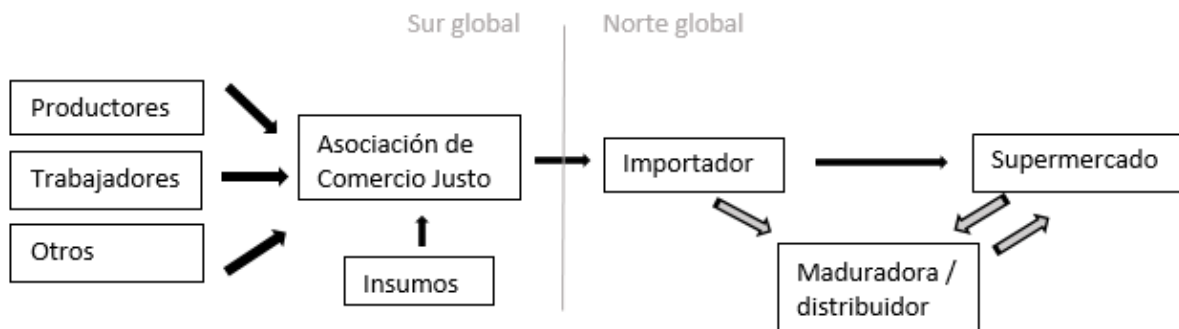 Sur global
Norte global
Productores
Trabajadores
Otros
Asociación de
Comercio Justo
Insumos
Importador
Supermercado
Maduradora /
distribuidor